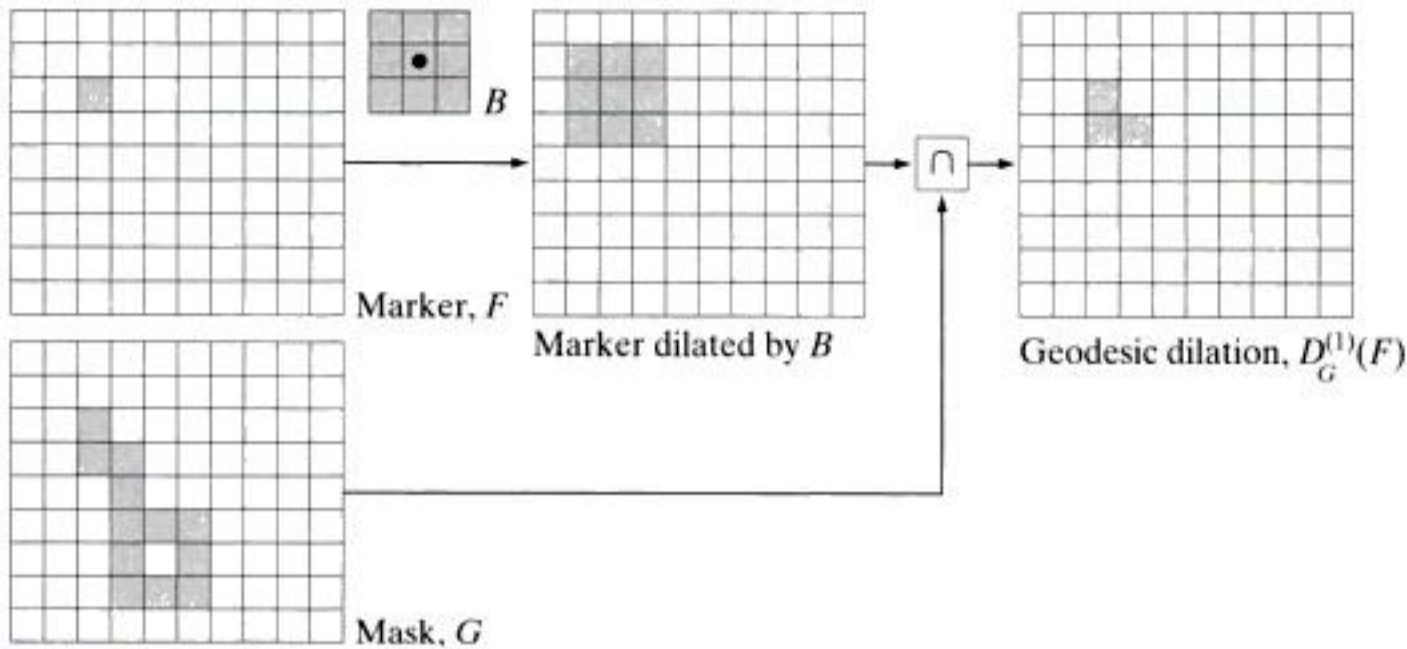 B
Marker, F
∩
Marker dilated by B
Geodesic dilation, D_G^(1)(F)
Mask, G